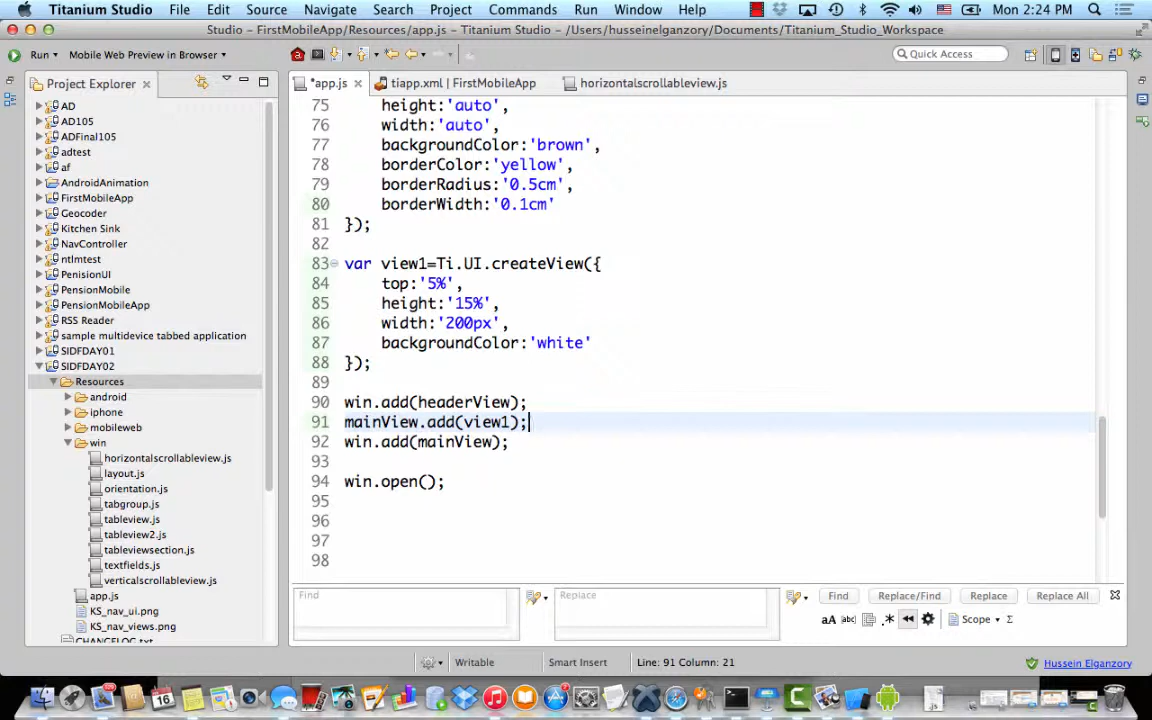 Titanium Studio File Edit Source Navigate Search Project Commands Run Window Help Mon 2:24 PM
Studio - FirstMobileApp/Resources/app.js - Titanium Studio - /Users/husseinelganzory/Documents/Titanium_Studio_Workspace
Run Mobile Web Preview in Browser Quick Access
Project Explorer *app.js tiapp.xml | FirstMobileApp horizontalscrollableview.js
AD
AD105
ADFinal105
adtest
af
AndroidAnimation
FirstMobileApp
Geocoder
Kitchen Sink
NavController
ntlmtest
PenisionUI
PensionMobile
PensionMobileApp
RSS Reader
sample multidevice tabbed application
SIDFDAY01
SIDFDAY02
Resources
android
iphone
mobileweb
win
horizontalscrollableview.js
layout.js
orientation.js
tabgroup.js
tableview.js
tableview2.js
tableviewsection.js
textfields.js
verticalscrollableview.js
app.js
KS_nav_ui.png
KS_nav_views.png
CHANGELOG.txt
75 height:'auto',
76 width:'auto',
77 backgroundColor:'brown',
78 borderColor:'yellow',
79 borderRadius:'0.5cm',
80 borderWidth:'0.1cm'
81 });
82
83 var view1=Ti.UI.createView({
84 top:'5%',
85 height:'15%',
86 width:'200px',
87 backgroundColor:'white'
88 });
89
90 win.add(headerView);
91 mainView.add(view1);
92 win.add(mainView);
93
94 win.open();
95
96
97
98
Find Replace Find Replace/Find Replace Replace All
aA abc .* Scope Σ
Writable Smart Insert Line: 91 Column: 21 Hussein Elganzory